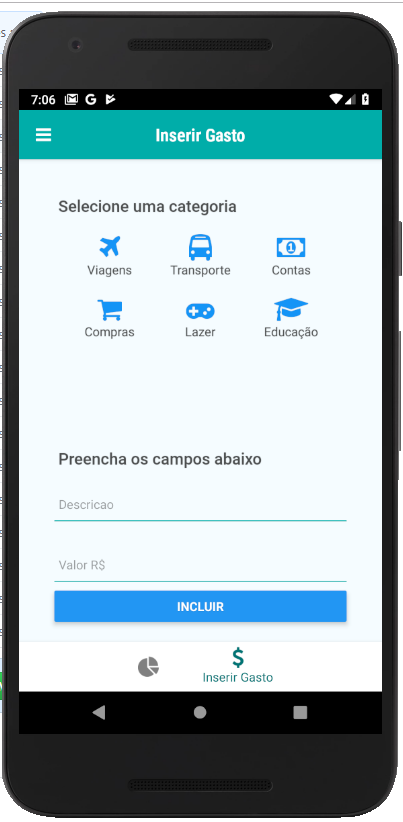 7:06
Inserir Gasto
Selecione uma categoria
Viagens Transporte Contas
Compras Lazer Educação
Preencha os campos abaixo
Descricao
Valor R$
INCLUIR
Inserir Gasto